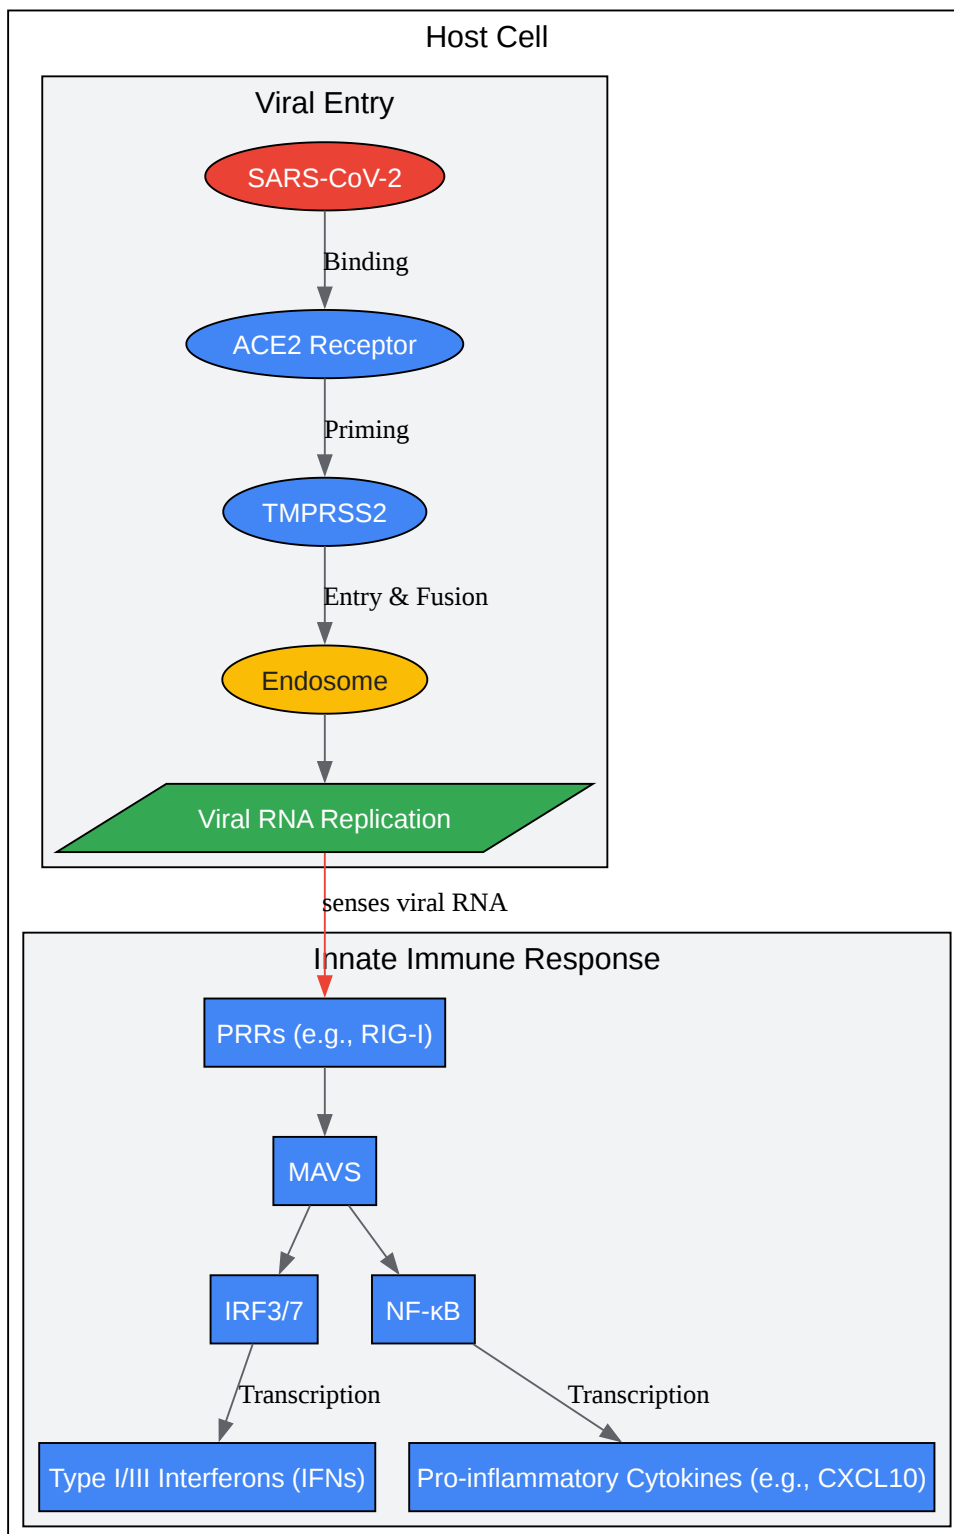 Host Cell
Viral Entry
SARS-CoV-2
Binding
ACE2 Receptor
Priming
TMPRSS2
Entry & Fusion
Endosome
Viral RNA Replication
senses viral RNA
Innate Immune Response
PRRs (e.g., RIG-I)
MAVS
IRF3/7
NF-κB
Transcription
Transcription
Type I/III Interferons (IFNs)
Pro-inflammatory Cytokines (e.g., CXCL10)